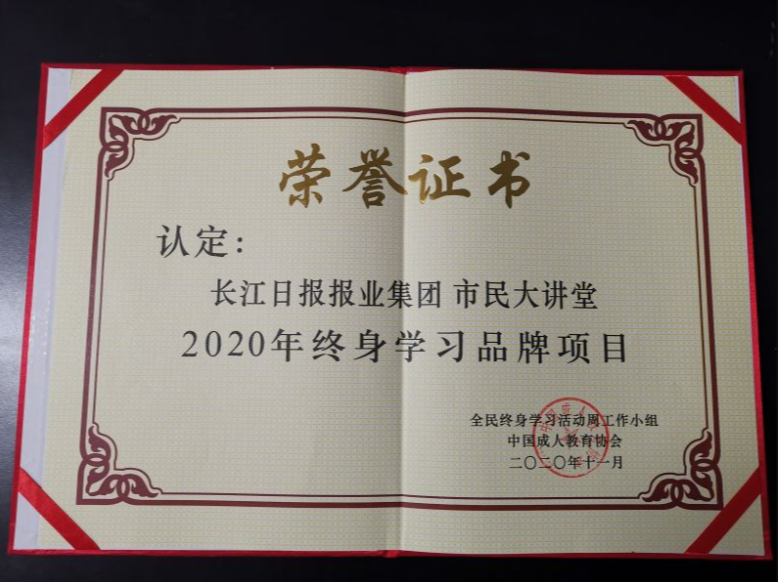 荣誉证书
认定：
长江日报报业集团 市民大讲堂
2020年终身学习品牌项目
全民终身学习活动周工作小组
中国成人教育协会
二〇二〇年十一月